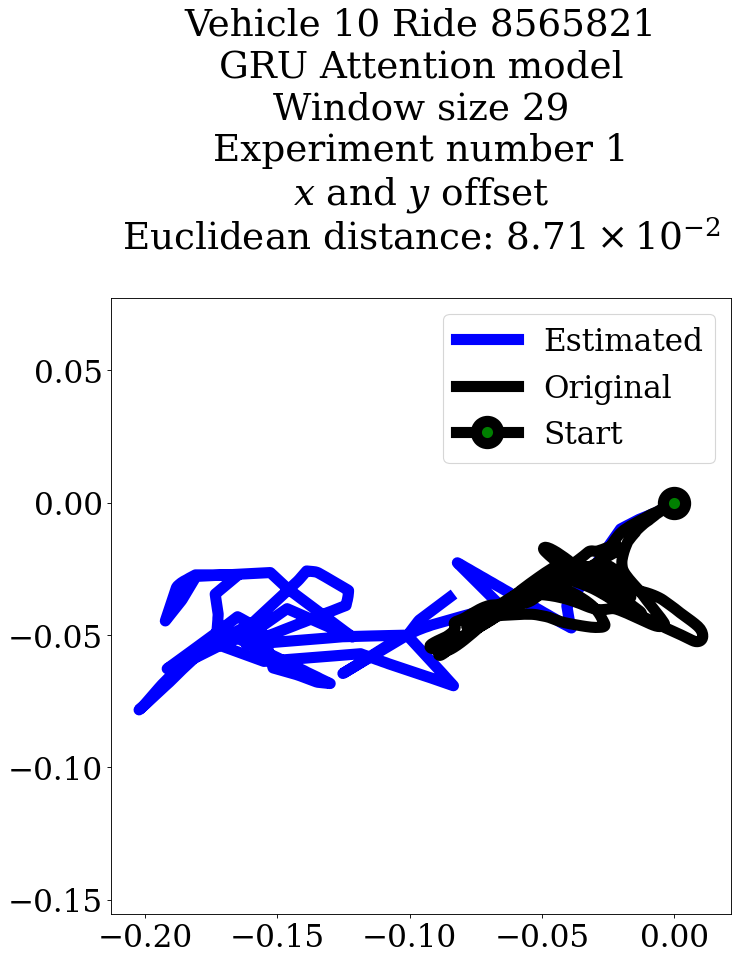 Vehicle 10 Ride 8565821
GRU Attention model
Window size 29
Experiment number 1
x and y offset
Euclidean distance: 8.71 × 10⁻²
Estimated
Original
Start
0.05
0.00
−0.05
−0.10
−0.15
−0.20 −0.15 −0.10 −0.05 0.00